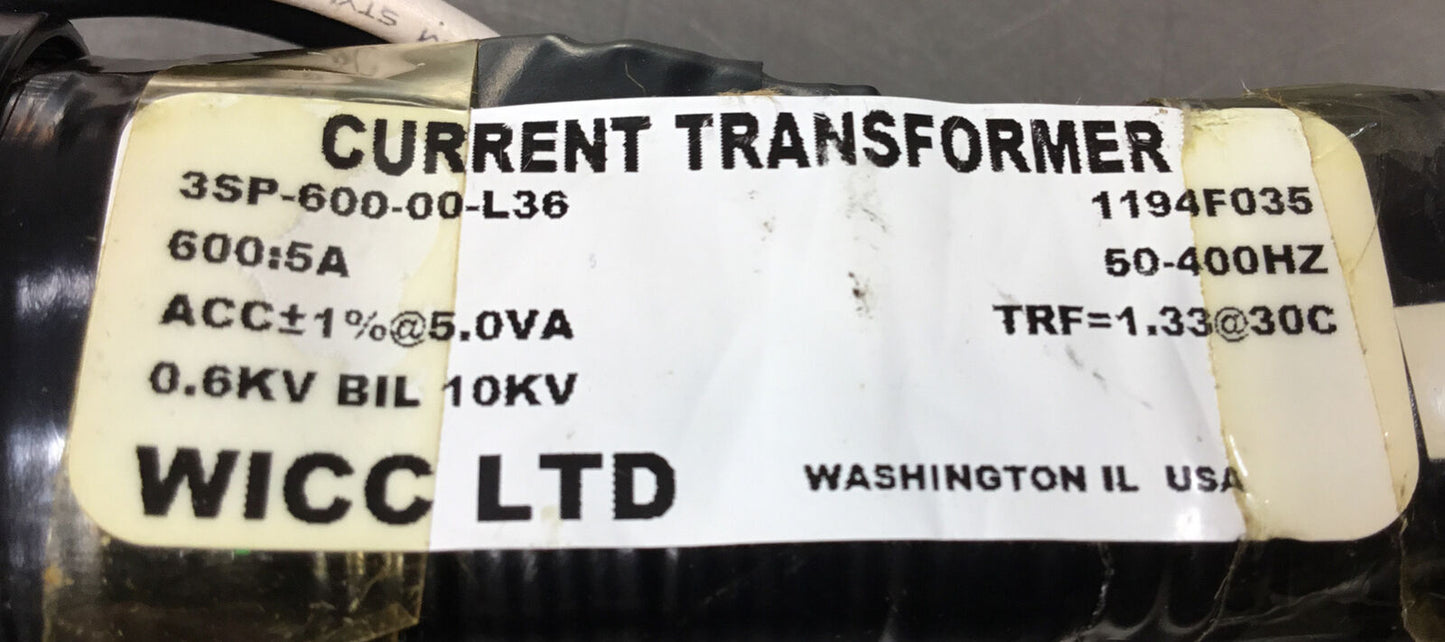 STYL
CURRENT TRANSFORMER
3SP-600-00-L36 1194F035
600:5A 50-400HZ
ACC±1%@5.0VA TRF=1.33@30C
0.6KV BIL 10KV
WICC LTD WASHINGTON IL USA